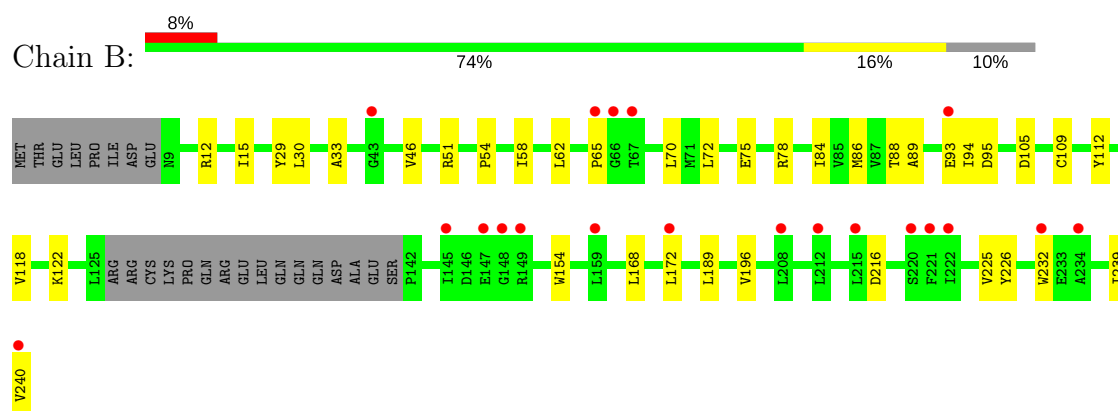 8%
Chain B:
74% 16% 10%
MET THR GLU LEU PRO ILE ASP GLU N9 R12 I15 Y29 L30 A33 G43 V46 R51 P54 I58 L62 P65 G66 T67 L70 M71 L72 E75 R78 I84 V85 M86 V87 T88 A89 E93 I94 D95 D105 G109 Y112
V118 K122 L125 ARG ARG CYS LYS PRO GLN ARG GLU LEU GLN GLN GLN ASP ALA GLU SER P142 I145 D146 E147 G148 R149 W154 L159 L168 L172 L189 V196 L208 L212 L215 D216 S220 F221 I222 V225 Y226 W232 E233 A234
V240